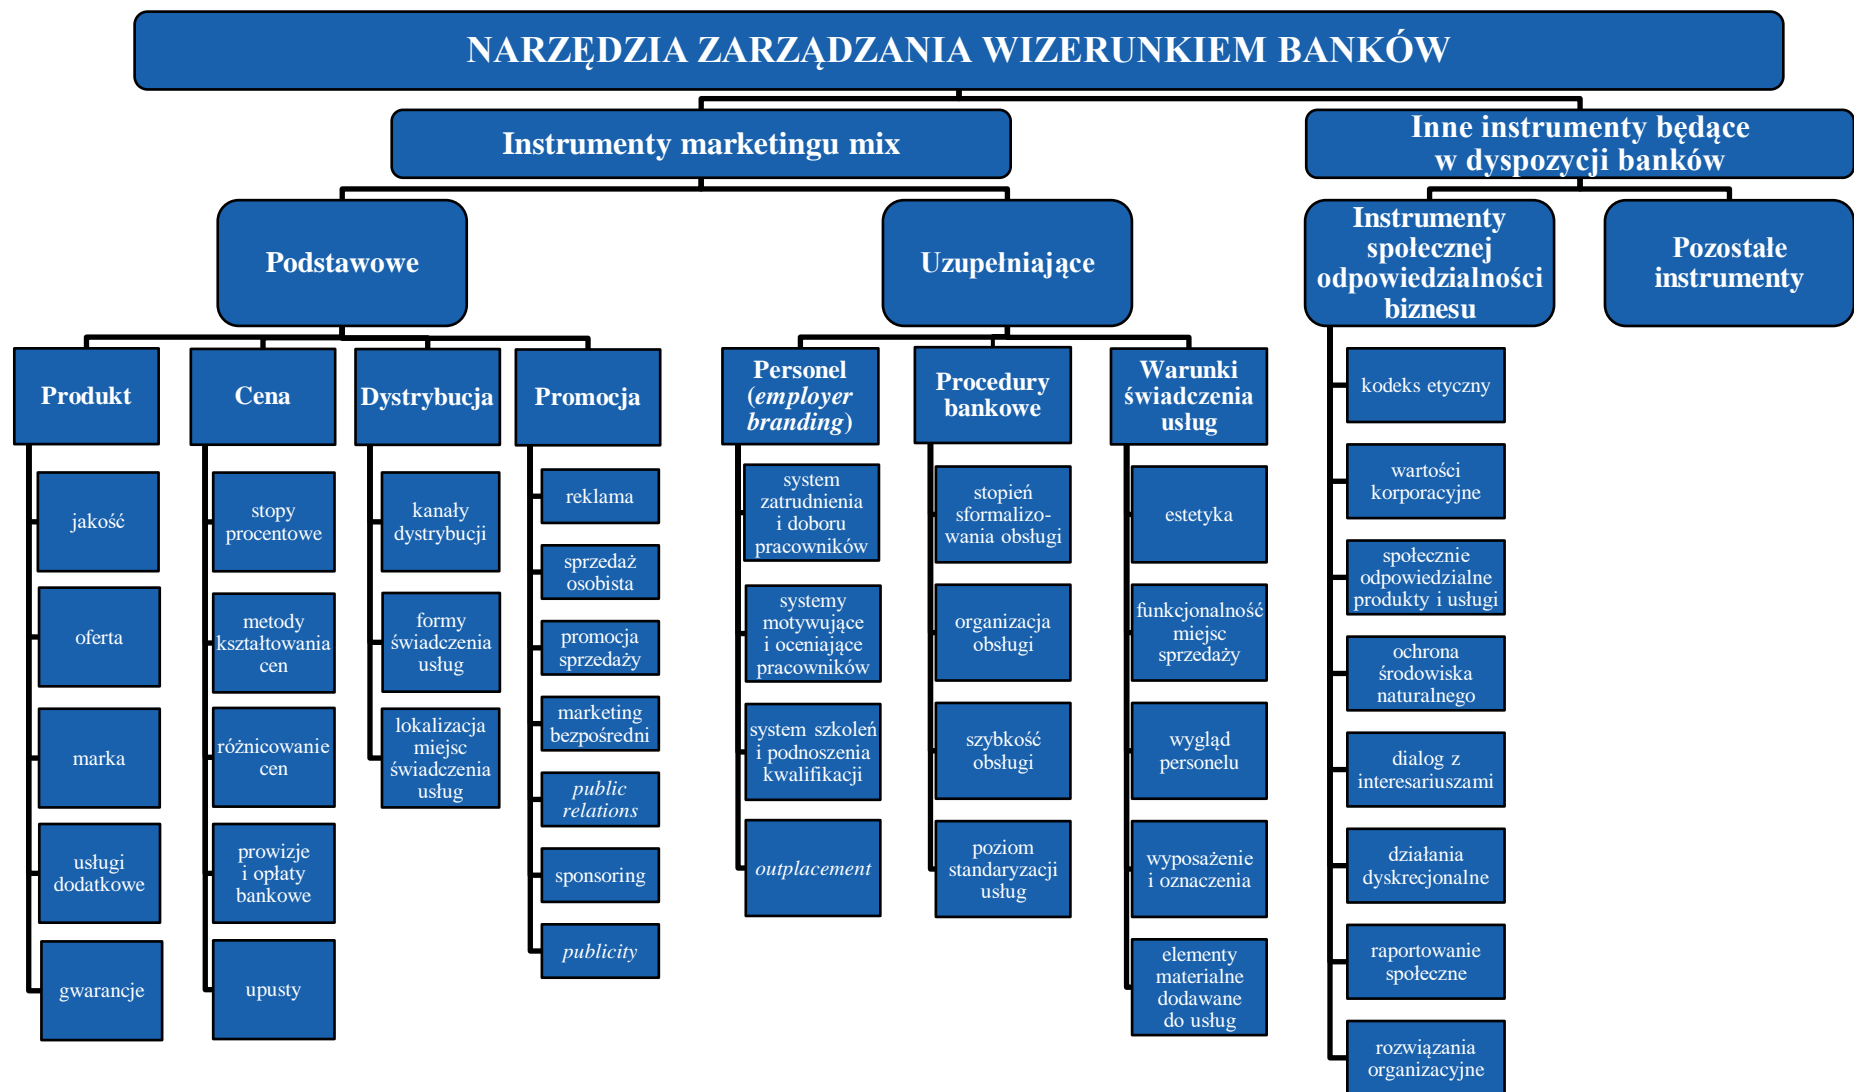 NARZĘDZIA ZARZĄDZANIA WIZERUNKIEM BANKÓW
Instrumenty marketingu mix
Inne instrumenty będące
w dyspozycji banków
Podstawowe
Uzupełniające
Instrumenty
społecznej
odpowiedzialności
biznesu
Pozostałe
instrumenty
Produkt
jakość
oferta
marka
usługi
dodatkowe
gwarancje
Cena
stopy
procentowe
metody
kształtowania
cen
różnicowanie
cen
prowizje
i opłaty
bankowe
upusty
Dystrybucja
kanały
dystrybucji
formy
świadczenia
usług
lokalizacja
miejsc
świadczenia
usług
Promocja
reklama
sprzedaż
osobista
promocja
sprzedaży
marketing
bezpośredni
public
relations
sponsoring
publicity
Personel
(employer
branding)
system
zatrudnienia
i doboru
pracowników
systemy
motywujące
i oceniające
pracowników
system szkoleń
i podnoszenia
kwalifikacji
outplacement
Procedury
bankowe
stopień
sformalizo-
wania obsługi
organizacja
obsługi
szybkość
obsługi
poziom
standaryzacji
usług
Warunki
świadczenia
usług
estetyka
funkcjonalność
miejsc
sprzedaży
wygląd
personelu
wyposażenie
i oznaczenia
elementy
materialne
dodawane
do usług
kodeks etyczny
wartości
korporacyjne
społecznie
odpowiedzialne
produkty i usługi
ochrona
środowiska
naturalnego
dialog z
interesariuszami
działania
dyskrecjonalne
raportowanie
społeczne
rozwiązania
organizacyjne